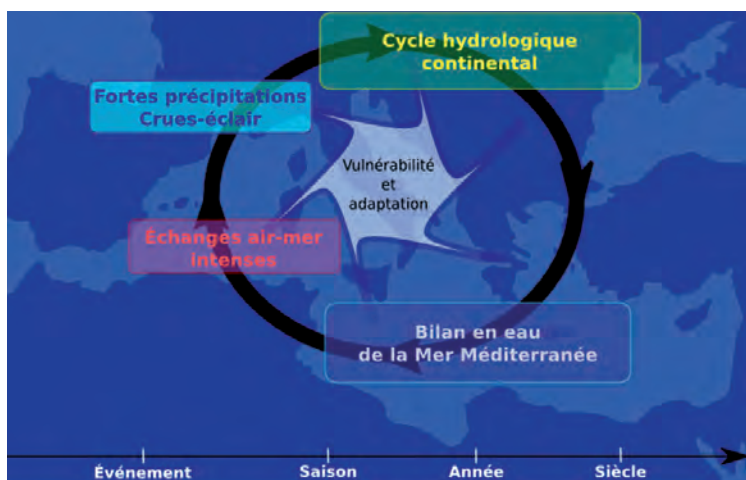 Cycle hydrologique
continental
Fortes précipitations
Crues-éclair
Vulnérabilité
et
adaptation
Échanges air-mer
intenses
Bilan en eau
de la Mer Méditerranée
Événement Saison Année Siècle